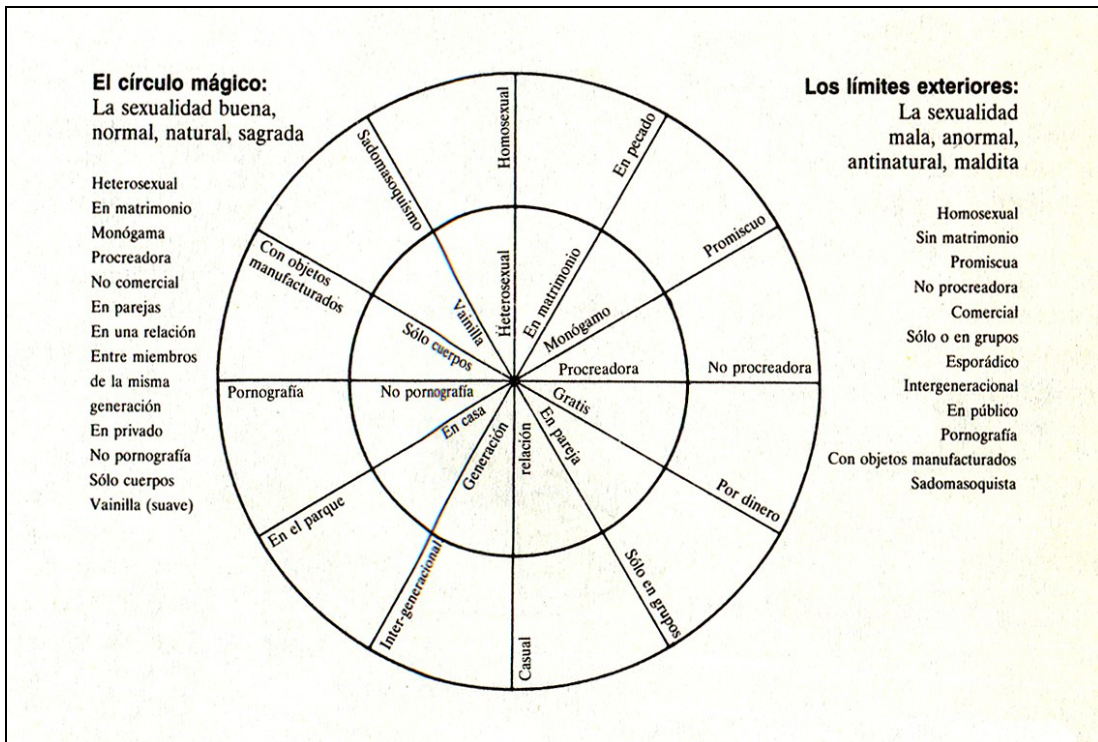 El círculo mágico:
La sexualidad buena,
normal, natural, sagrada
Heterosexual
En matrimonio
Monógama
Procreadora
No comercial
En parejas
En una relación
Entre miembros
de la misma
generación
En privado
No pornografía
Sólo cuerpos
Vainilla (suave)
Homosexual
En pecado
Promiscuo
No procreadora
Por dinero
Sólo en grupos
Casual
Inter-generacional
En el parque
Pornografía
Con objetos
manufacturados
Sadomasoquismo
Heterosexual
En matrimonio
Monógamo
Procreadora
Gratis
En pareja
relación
Generación
En casa
No pornografía
Sólo cuerpos
Vainilla
Los límites exteriores:
La sexualidad
mala, anormal,
antinatural, maldita
Homosexual
Sin matrimonio
Promiscua
No procreadora
Comercial
Sólo o en grupos
Esporádico
Intergeneracional
En público
Pornografía
Con objetos manufacturados
Sadomasoquista